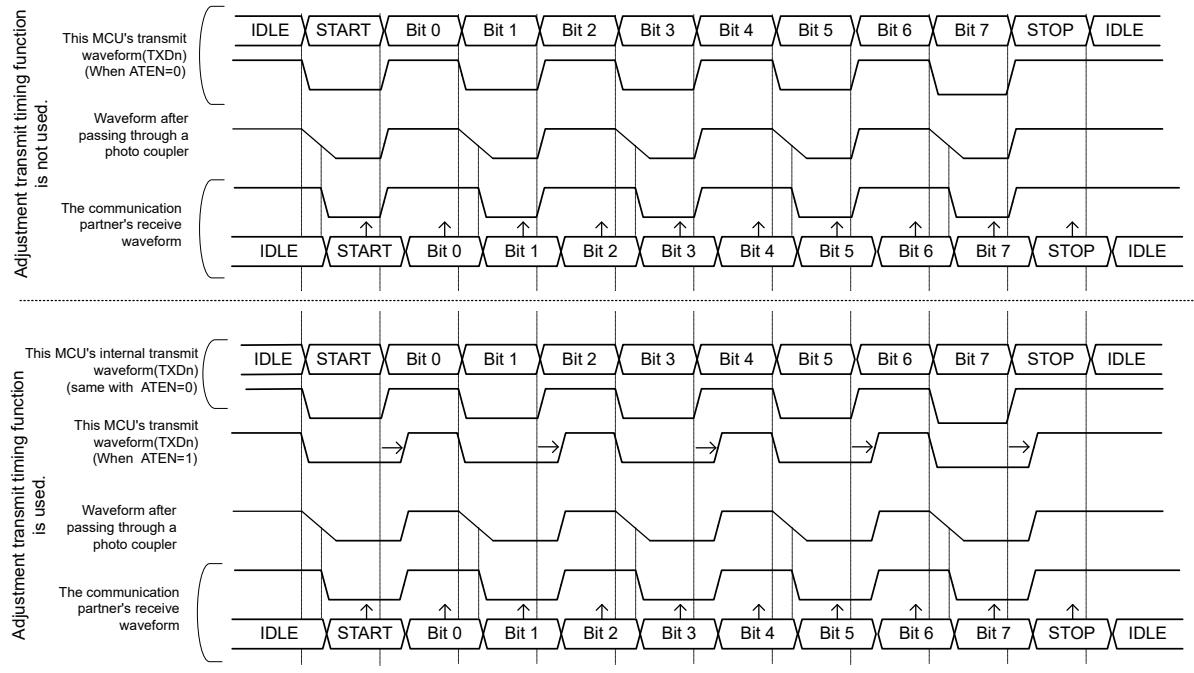 Adjustment transmit timing function
is not used.
This MCU's transmit
waveform(TXDn)
(When ATEN=0)
IDLE START Bit 0 Bit 1 Bit 2 Bit 3 Bit 4 Bit 5 Bit 6 Bit 7 STOP IDLE
Waveform after
passing through a
photo coupler
The communication
partner's receive
waveform
IDLE START Bit 0 Bit 1 Bit 2 Bit 3 Bit 4 Bit 5 Bit 6 Bit 7 STOP IDLE
Adjustment transmit timing function
is used.
This MCU's internal transmit
waveform(TXDn)
(same with ATEN=0)
IDLE START Bit 0 Bit 1 Bit 2 Bit 3 Bit 4 Bit 5 Bit 6 Bit 7 STOP IDLE
This MCU's transmit
waveform(TXDn)
(When ATEN=1)
Waveform after
passing through a
photo coupler
The communication
partner's receive
waveform
IDLE START Bit 0 Bit 1 Bit 2 Bit 3 Bit 4 Bit 5 Bit 6 Bit 7 STOP IDLE